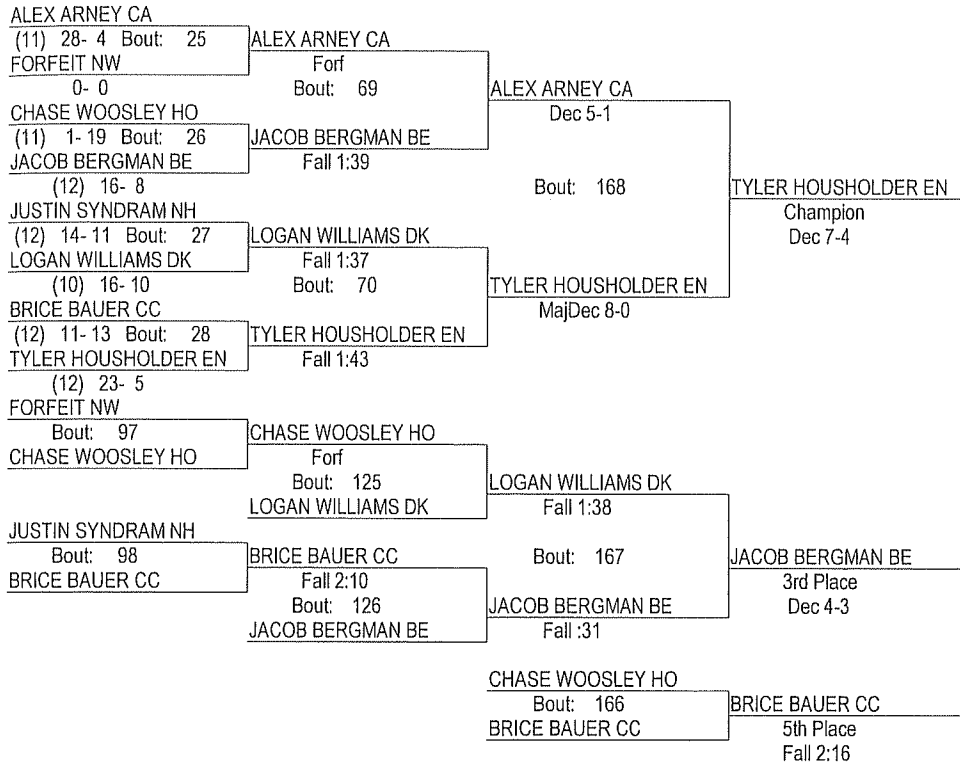 ALEX ARNEY CA
(11) 28- 4 Bout: 25
FORFEIT NW
0- 0
CHASE WOOSLEY HO
(11) 1- 19 Bout: 26
JACOB BERGMAN BE
(12) 16- 8
JUSTIN SYNDRAM NH
(12) 14- 11 Bout: 27
LOGAN WILLIAMS DK
(10) 16- 10
BRICE BAUER CC
(12) 11- 13 Bout: 28
TYLER HOUSHOLDER EN
(12) 23- 5
ALEX ARNEY CA
Forf
Bout: 69
JACOB BERGMAN BE
Fall 1:39
LOGAN WILLIAMS DK
Fall 1:37
Bout: 70
TYLER HOUSHOLDER EN
Fall 1:43
ALEX ARNEY CA
Dec 5-1
Bout: 168
TYLER HOUSHOLDER EN
MajDec 8-0
TYLER HOUSHOLDER EN
Champion
Dec 7-4
FORFEIT NW
Bout: 97
CHASE WOOSLEY HO
JUSTIN SYNDRAM NH
Bout: 98
BRICE BAUER CC
CHASE WOOSLEY HO
Forf
Bout: 125
LOGAN WILLIAMS DK
BRICE BAUER CC
Fall 2:10
Bout: 126
JACOB BERGMAN BE
LOGAN WILLIAMS DK
Fall 1:38
Bout: 167
JACOB BERGMAN BE
Fall :31
JACOB BERGMAN BE
3rd Place
Dec 4-3
CHASE WOOSLEY HO
Bout: 166
BRICE BAUER CC
BRICE BAUER CC
5th Place
Fall 2:16